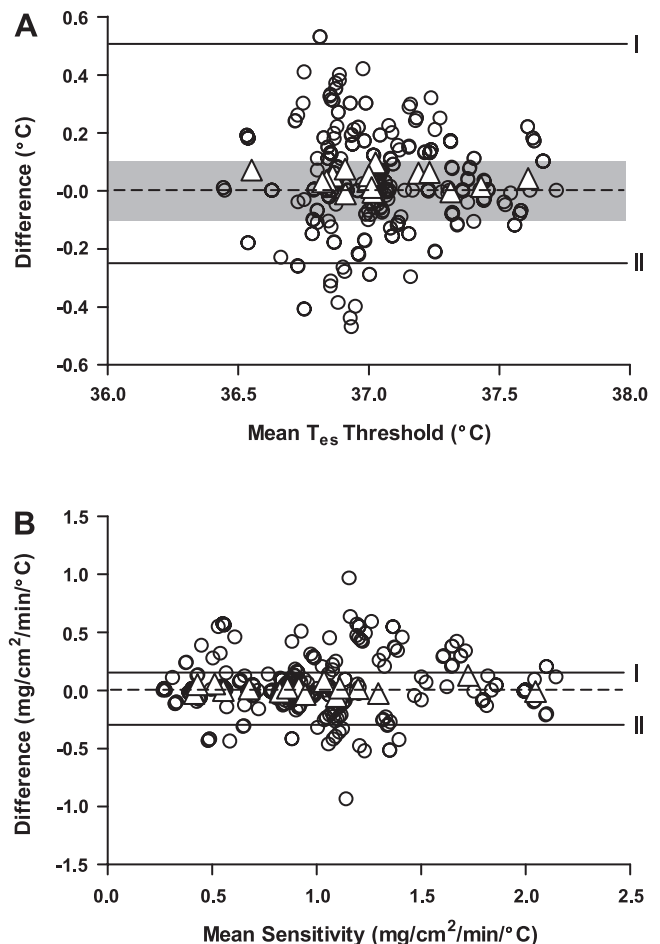 A
0.6
I
0.4
0.2
-0.0
-0.2
II
-0.4
-0.6
Difference (°C)
36.0 36.5 37.0 37.5 38.0
Mean Tes Threshold (°C)
B
1.5
1.0
0.5
I
0.0
II
-0.5
-1.0
-1.5
Difference (mg/cm²/min/°C)
0.0 0.5 1.0 1.5 2.0 2.5
Mean Sensitivity (mg/cm²/min/°C)